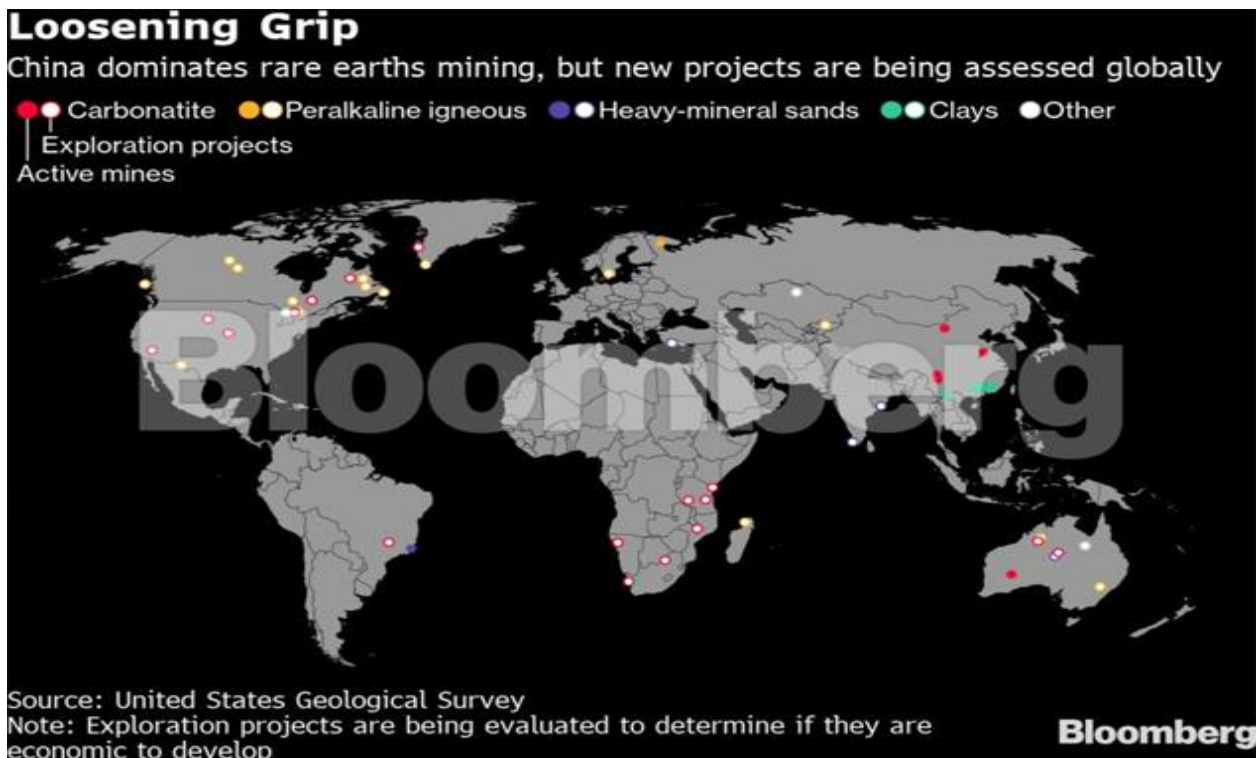 Loosening Grip
China dominates rare earths mining, but new projects are being assessed globally
Carbonatite Peralkaline igneous Heavy-mineral sands Clays Other
Exploration projects
Active mines
Bloomberg
Source: United States Geological Survey
Note: Exploration projects are being evaluated to determine if they are
economic to develop
Bloomberg